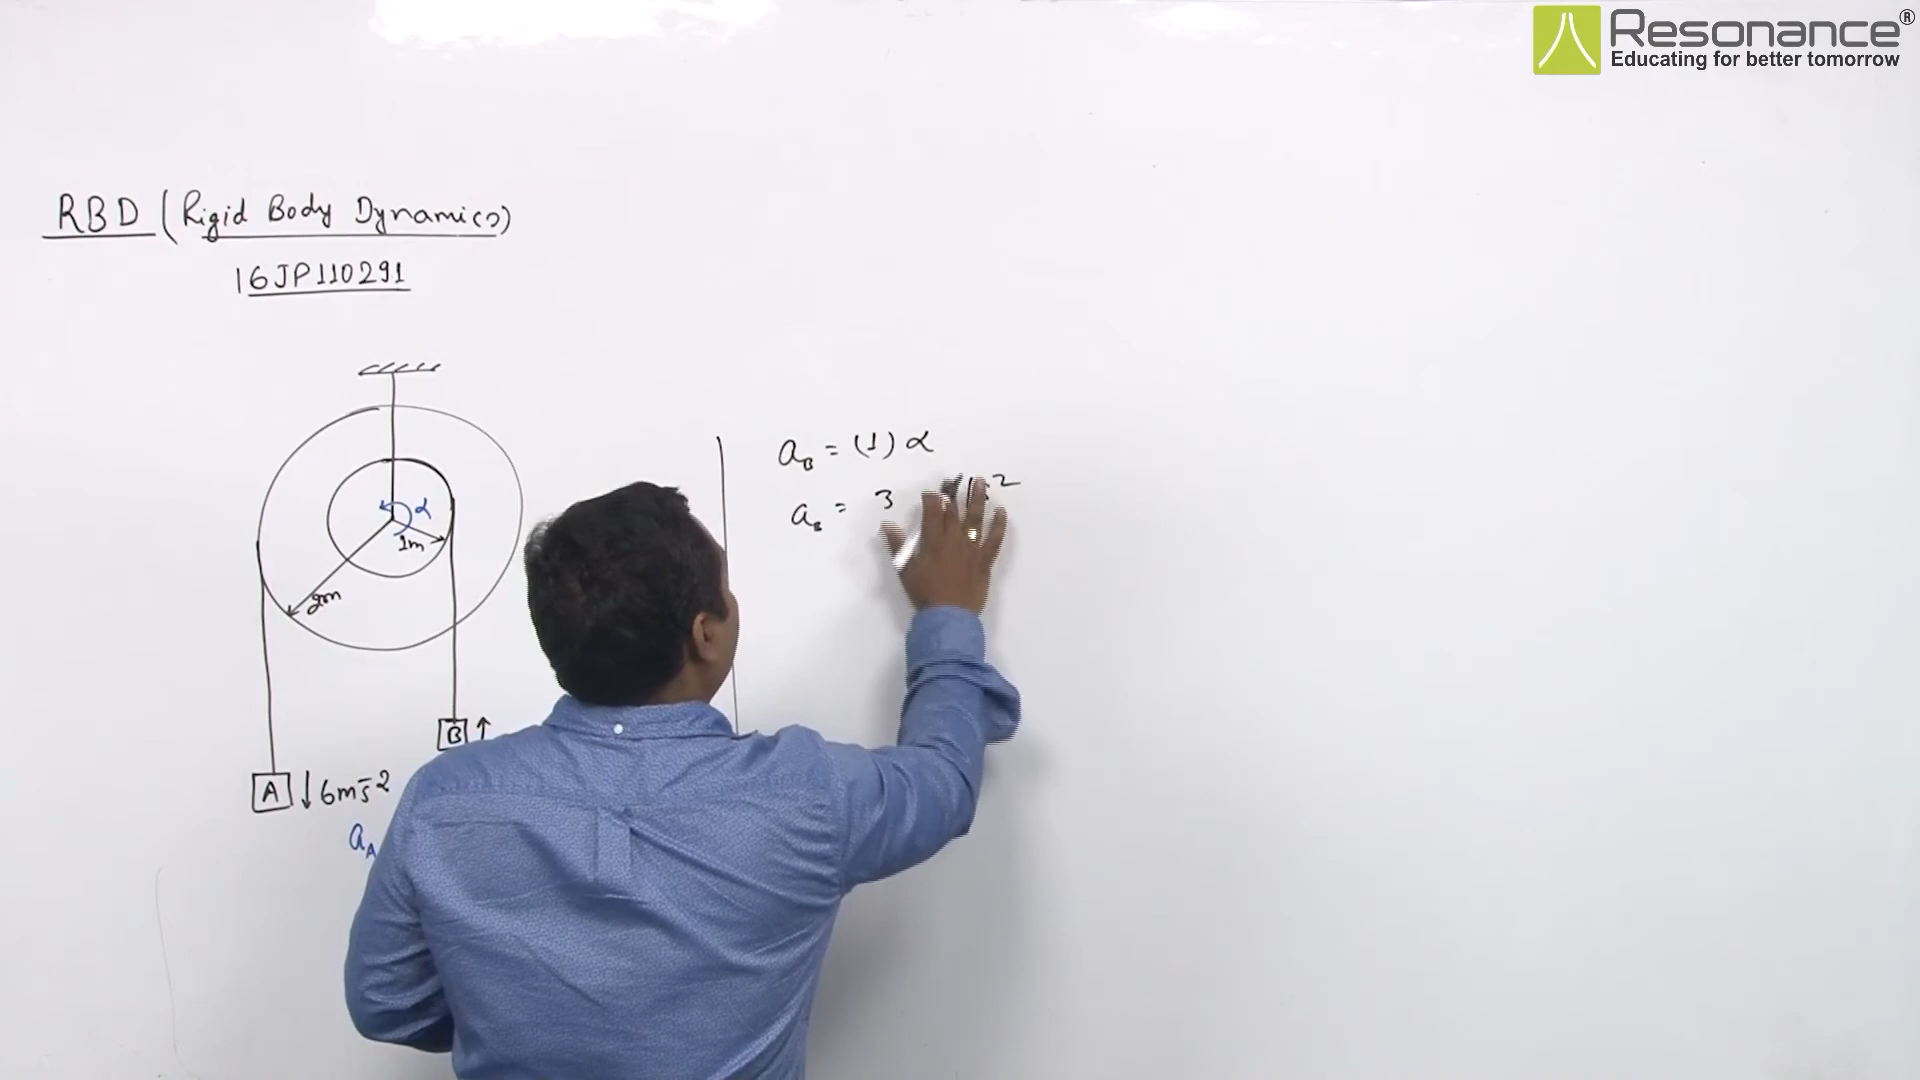 Resonance®
Educating for better tomorrow
RBD (Rigid Body Dynamics)
16JP110291
α
1m
2m
B ↑
A ↓ 6ms⁻²
a_A
a_B = (1) α
a_B = 3